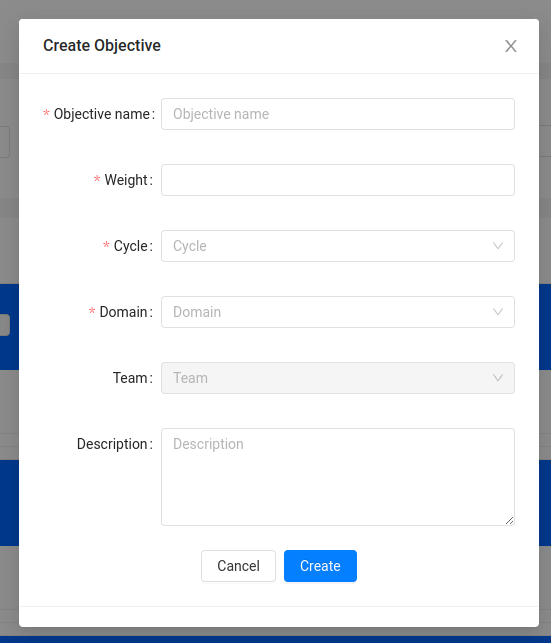 Create Objective
* Objective name: Objective name
* Weight:
* Cycle: Cycle
* Domain: Domain
Team: Team
Description: Description
Cancel Create